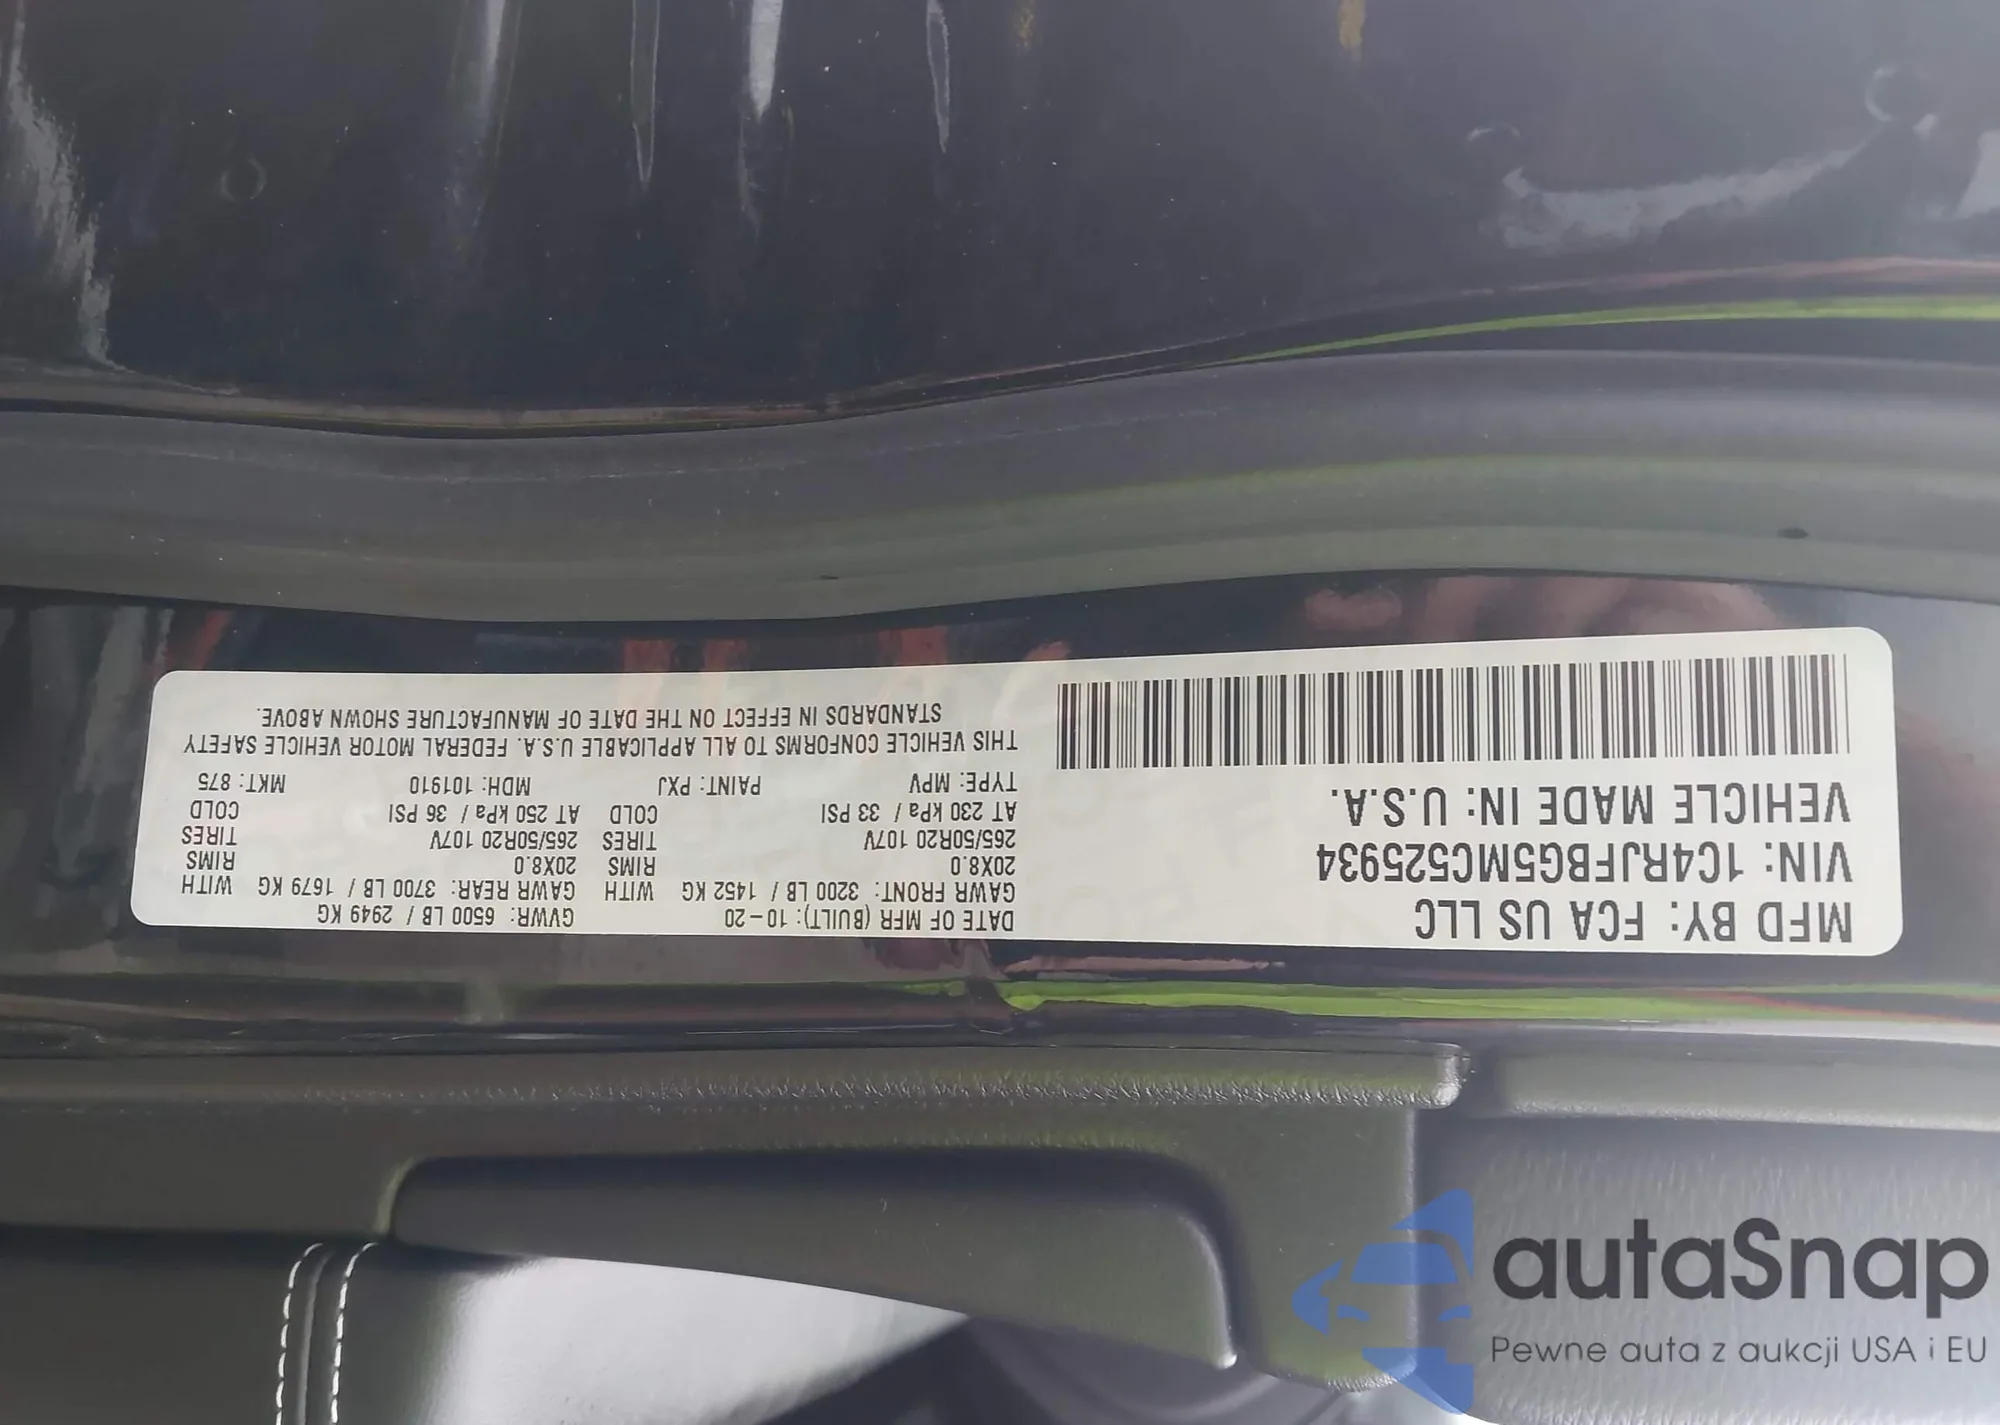 MFD BY: FCA US LLC
VIN: 1C4RJFBG5MC525934
VEHICLE MADE IN: U.S.A.
DATE OF MFR (BUILT): 10-20 GVWR: 6500 LB / 2949 KG
GAWR FRONT: 3200 LB / 1452 KG WITH GAWR REAR: 3700 LB / 1679 KG WITH
20X8.0 RIMS 20X8.0 RIMS
265/50R20 107V TIRES 265/50R20 107V TIRES
AT 230 kPa / 33 PSI COLD AT 250 kPa / 36 PSI COLD
TYPE: MPV PAINT: PXJ MDH: 101910 MKT: 875
THIS VEHICLE CONFORMS TO ALL APPLICABLE U.S.A. FEDERAL MOTOR VEHICLE SAFETY
STANDARDS IN EFFECT ON THE DATE OF MANUFACTURE SHOWN ABOVE.
autaSnap
Pewne auta z aukcji USA i EU